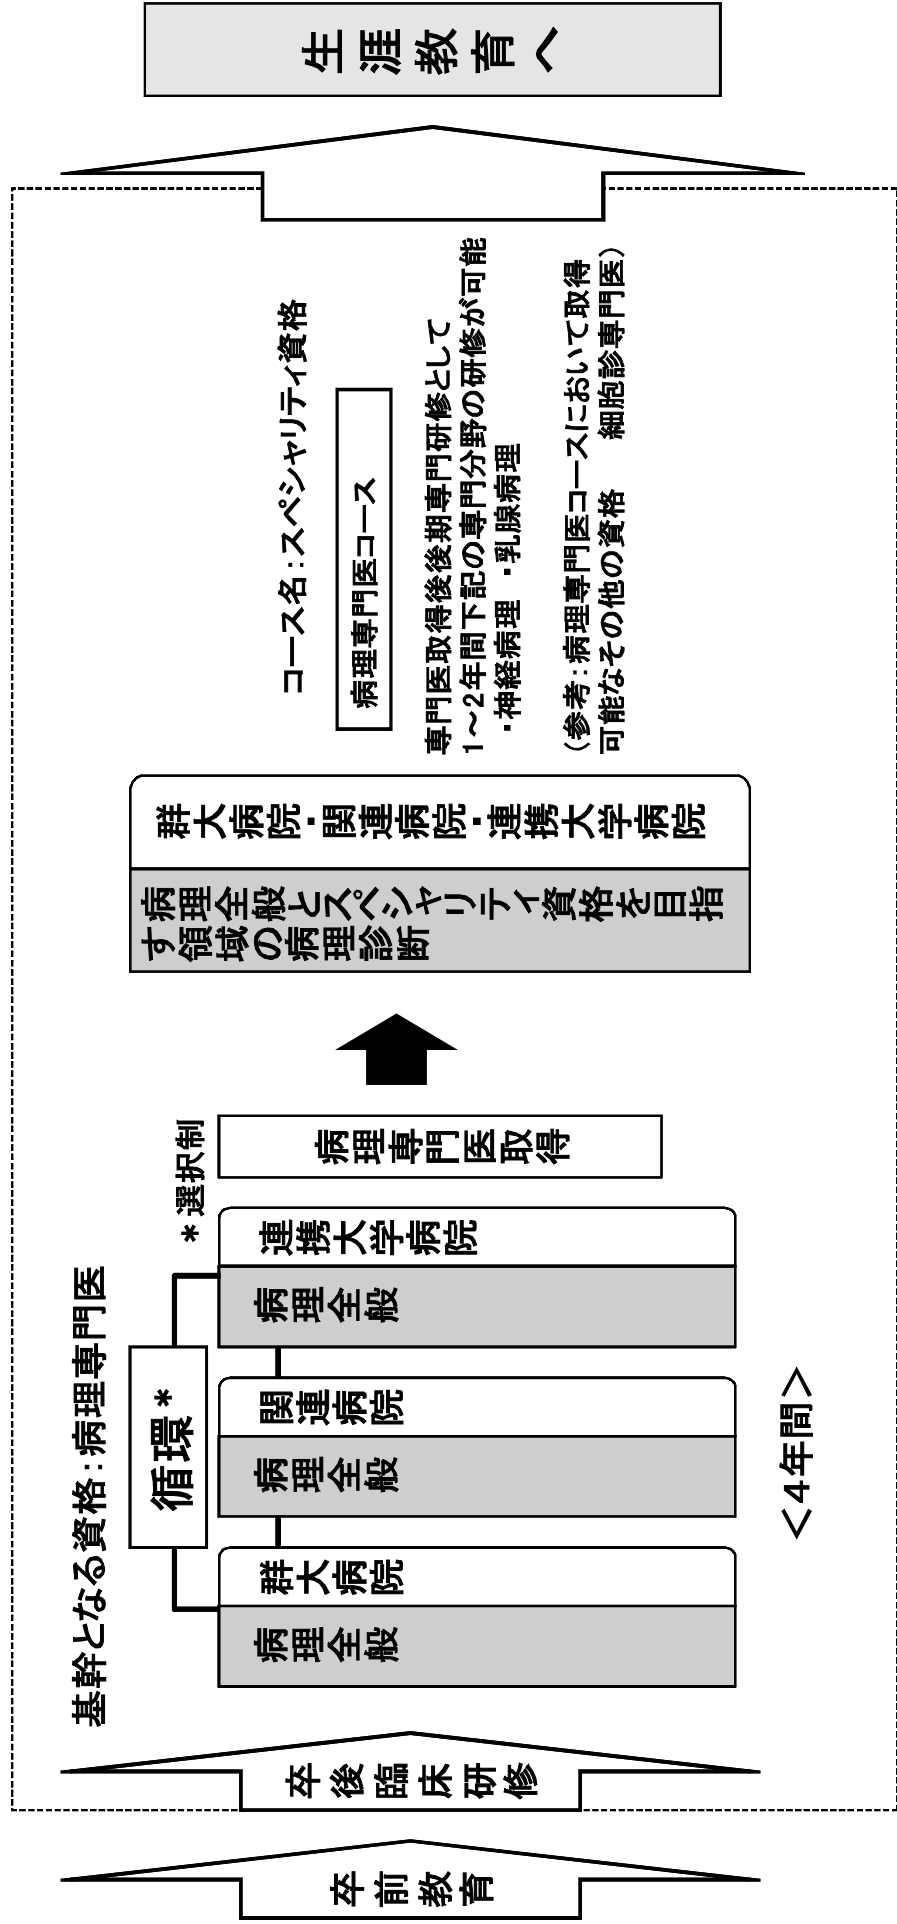 卒前教育
卒後臨床研修
基幹となる資格：病理専門医
循環*
*選択制
群大病院
病理全般
関連病院
病理全般
連携大学病院
病理全般
<4年間>
病理専門医取得
群大病院・関連病院・連携大学病院
病理全般とスペシャリティ資格を目指
す領域の病理診断
コース名：スペシャリティ資格
病理専門医コース
専門医取得後後期専門研修として
1～2年間下記の専門分野の研修が可能
・神経病理　・乳腺病理
（参考：病理専門医コースにおいて取得
可能なその他の資格　　細胞診専門医）
生涯教育へ